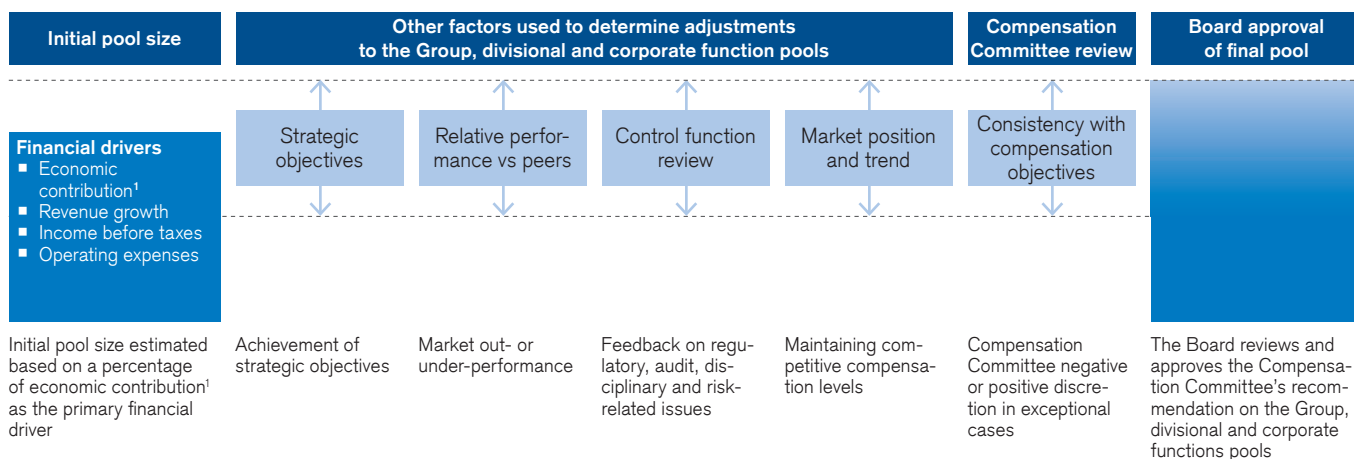 Initial pool size
Other factors used to determine adjustments
to the Group, divisional and corporate function pools
Compensation
Committee review
Board approval
of final pool
Financial drivers
■ Economic
contribution¹
■ Revenue growth
■ Income before taxes
■ Operating expenses
Strategic
objectives
Relative perfor-
mance vs peers
Control function
review
Market position
and trend
Consistency with
compensation
objectives
Initial pool size estimated
based on a percentage
of economic contribution¹
as the primary financial
driver
Achievement of
strategic objectives
Market out- or
under-performance
Feedback on regu-
latory, audit, dis-
ciplinary and risk-
related issues
Maintaining com-
petitive compensa-
tion levels
Compensation
Committee negative
or positive discre-
tion in exceptional
cases
The Board reviews and
approves the Compensa-
tion Committee's recom-
mendation on the Group,
divisional and corporate
functions pools